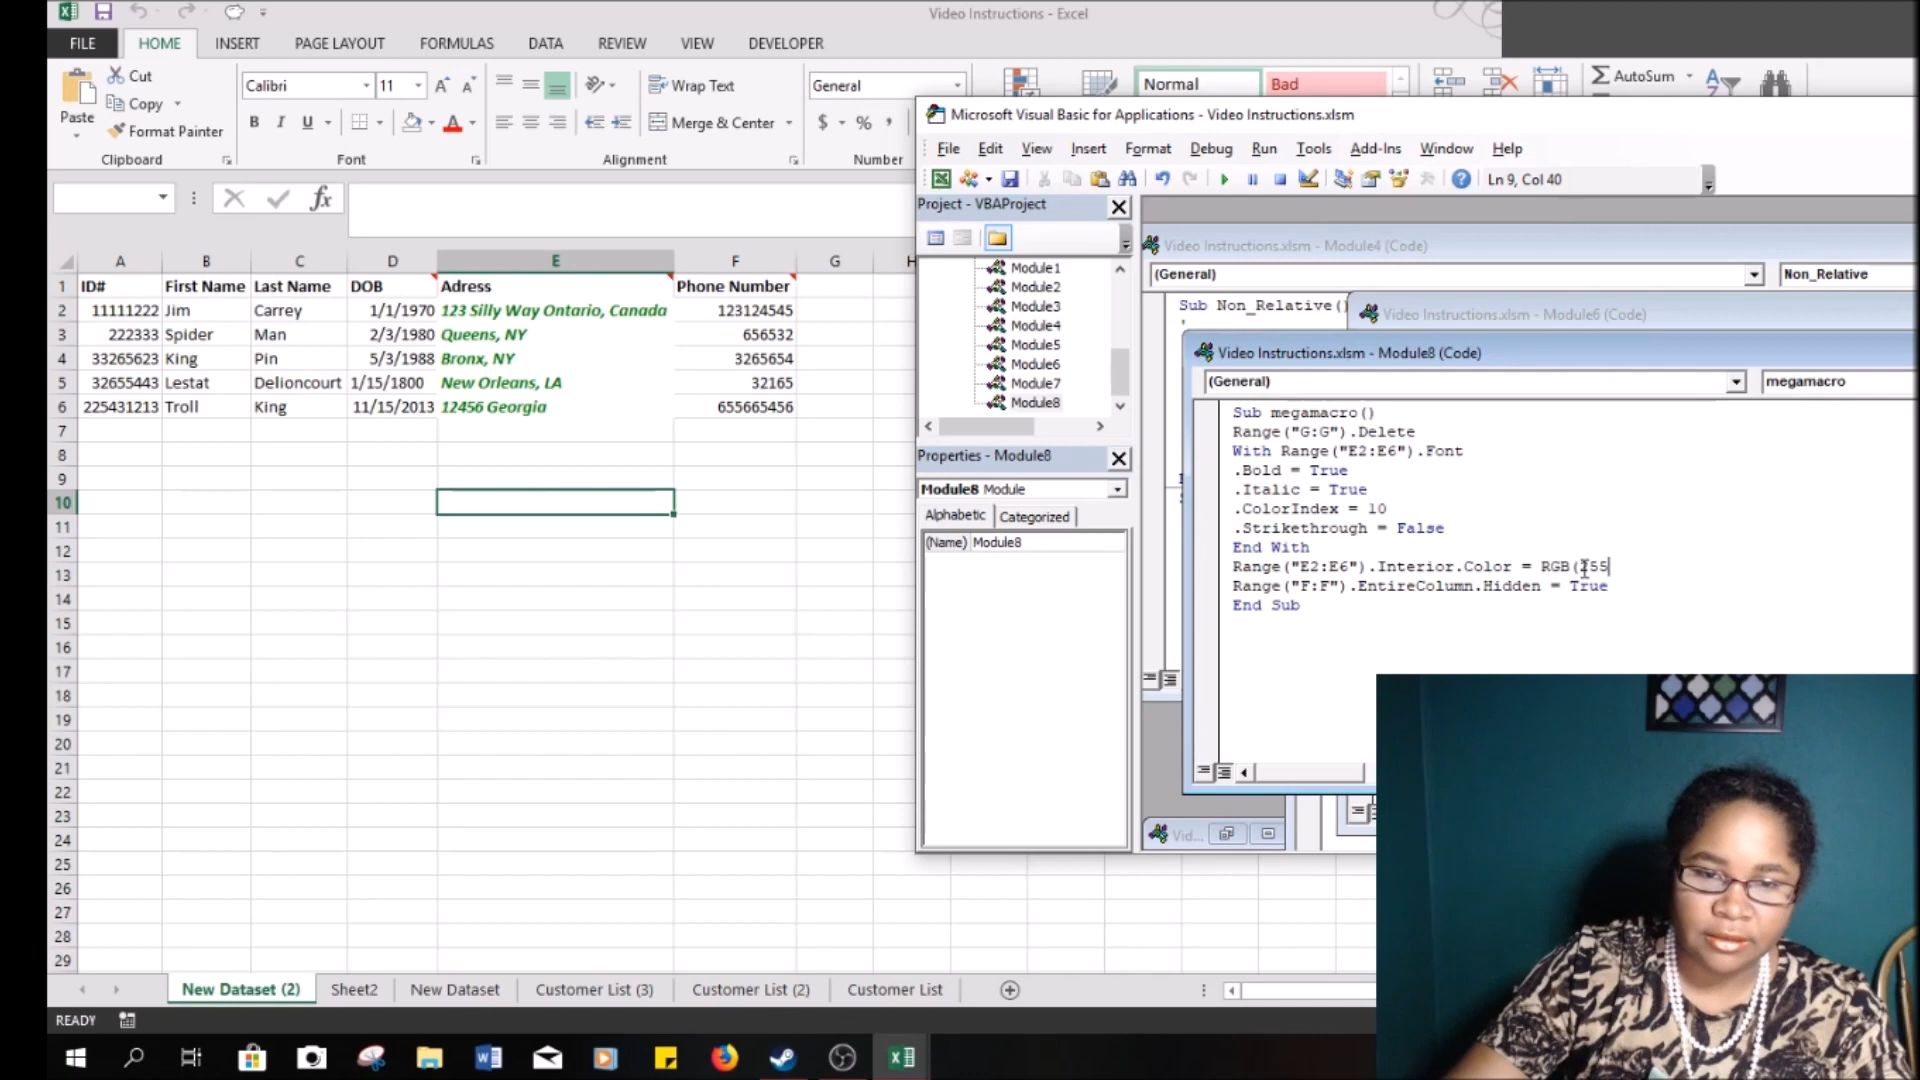 Video Instructions - Excel
FILE HOME INSERT PAGE LAYOUT FORMULAS DATA REVIEW VIEW DEVELOPER
Cut
Copy
Format Painter
Paste
Clipboard
Calibri 11
B I U
Font
Wrap Text
Merge & Center
Alignment
General
$ % ,
Number
Normal Bad
AutoSum
Microsoft Visual Basic for Applications - Video Instructions.xlsm
File Edit View Insert Format Debug Run Tools Add-Ins Window Help
Ln 9, Col 40
Project - VBAProject
Module1
Module2
Module3
Module4
Module5
Module6
Module7
Module8
Properties - Module8
Module8 Module
Alphabetic Categorized
(Name) Module8
Video Instructions.xlsm - Module4 (Code)
(General) Non_Relative
Sub Non_Relative()
Video Instructions.xlsm - Module6 (Code)
Video Instructions.xlsm - Module8 (Code)
(General) megamacro
Sub megamacro()
Range("G:G").Delete
With Range("E2:E6").Font
.Bold = True
.Italic = True
.ColorIndex = 10
.Strikethrough = False
End With
Range("E2:E6").Interior.Color = RGB(255
Range("F:F").EntireColumn.Hidden = True
End Sub
Vid...
fx
A B C D E F G H
1 ID# First Name Last Name DOB Adress Phone Number
2 11111222 Jim Carrey 1/1/1970 123 Silly Way Ontario, Canada 123124545
3 222333 Spider Man 2/3/1980 Queens, NY 656532
4 33265623 King Pin 5/3/1988 Bronx, NY 3265654
5 32655443 Lestat Delioncourt 1/15/1800 New Orleans, LA 32165
6 225431213 Troll King 11/15/2013 12456 Georgia 655665456
7
8
9
10
11
12
13
14
15
16
17
18
19
20
21
22
23
24
25
26
27
28
29
New Dataset (2) Sheet2 New Dataset Customer List (3) Customer List (2) Customer List
READY